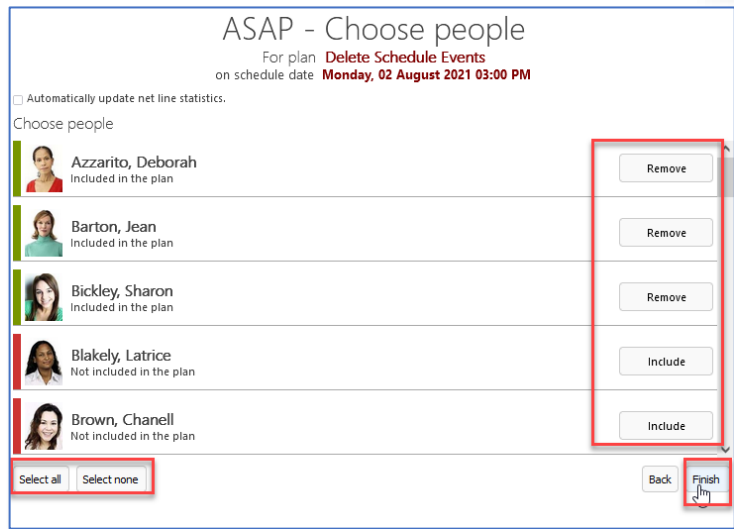 ASAP - Choose people
For plan Delete Schedule Events
on schedule date Monday, 02 August 2021 03:00 PM
Automatically update net line statistics.
Choose people
Azzarito, Deborah
Included in the plan
Remove
Barton, Jean
Included in the plan
Remove
Bickley, Sharon
Included in the plan
Remove
Blakely, Latrice
Not included in the plan
Include
Brown, Chanell
Not included in the plan
Include
Select all Select none Back Finish